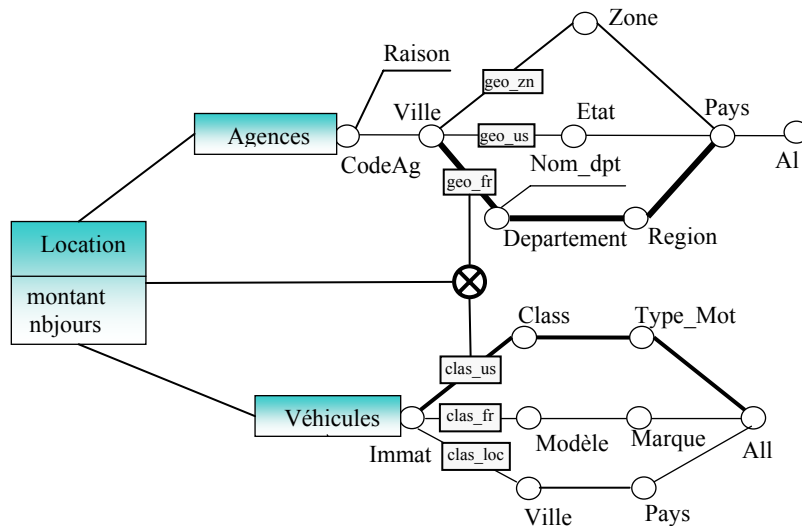 Zone
Raison
geo_zn
Ville
Etat
Pays
Agences
geo_us
CodeAg
Nom_dpt
Al
geo_fr
Departement
Region
Location
montant
nbjours
Class
Type_Mot
clas_us
Véhicules
clas_fr
Immat
Modèle
Marque
All
clas_loc
Ville
Pays